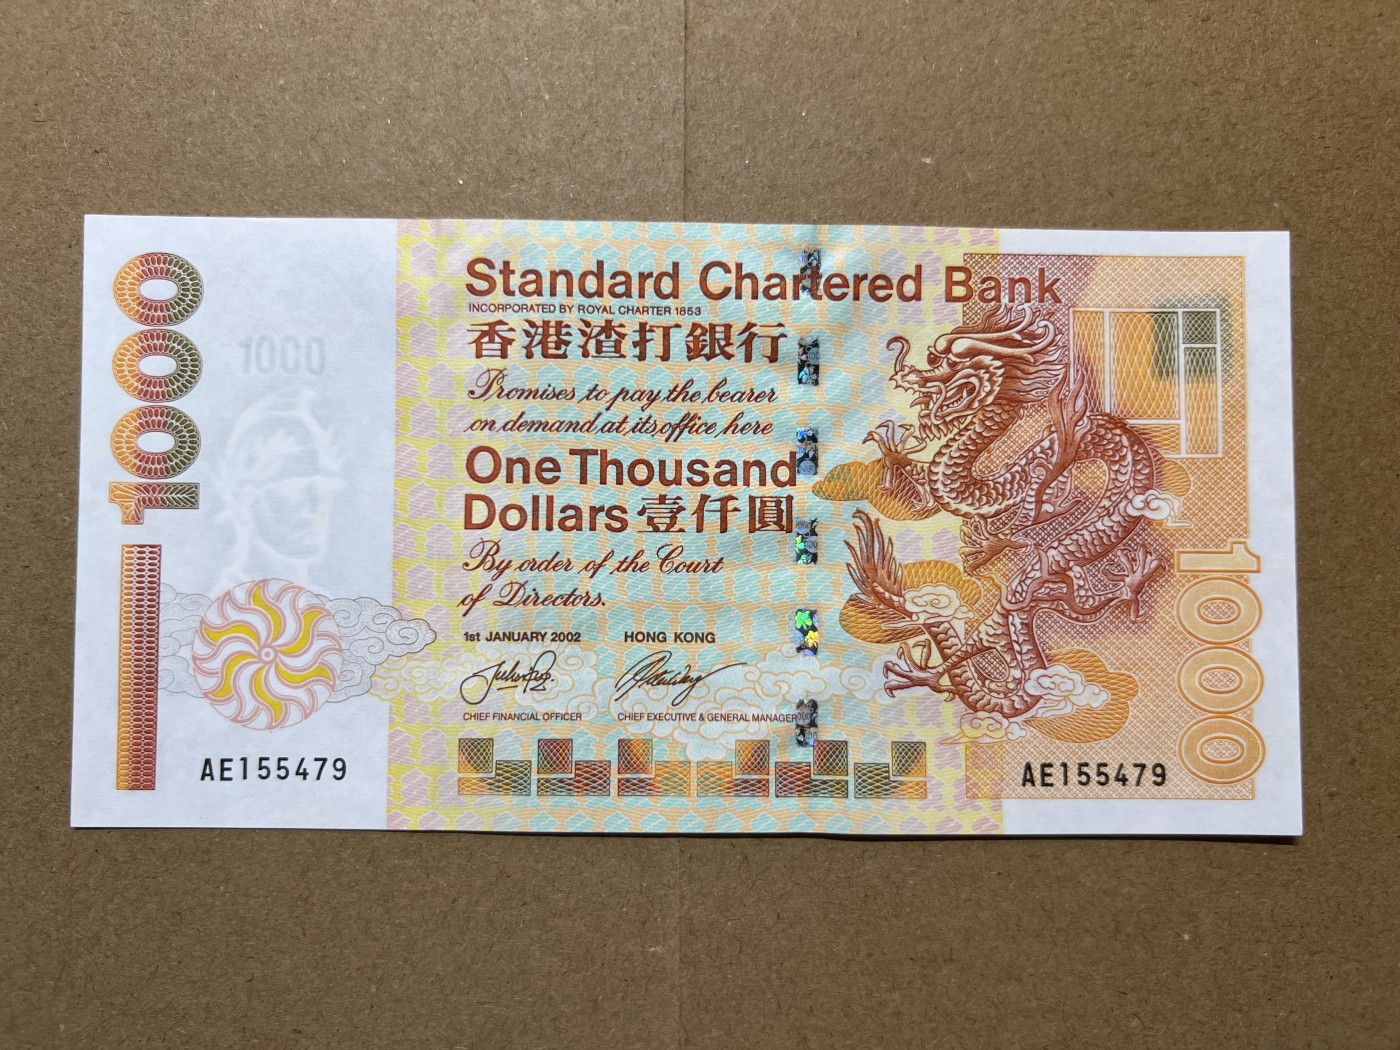 1000
1000
Standard Chartered Bank
INCORPORATED BY ROYAL CHARTER 1853
香港渣打銀行
Promises to pay the bearer
on demand at its office here
One Thousand
Dollars 壹仟圓
By order of the Court
of Directors.
1st JANUARY 2002 HONG KONG
CHIEF FINANCIAL OFFICER CHIEF EXECUTIVE & GENERAL MANAGER
AE155479
AE155479
1000